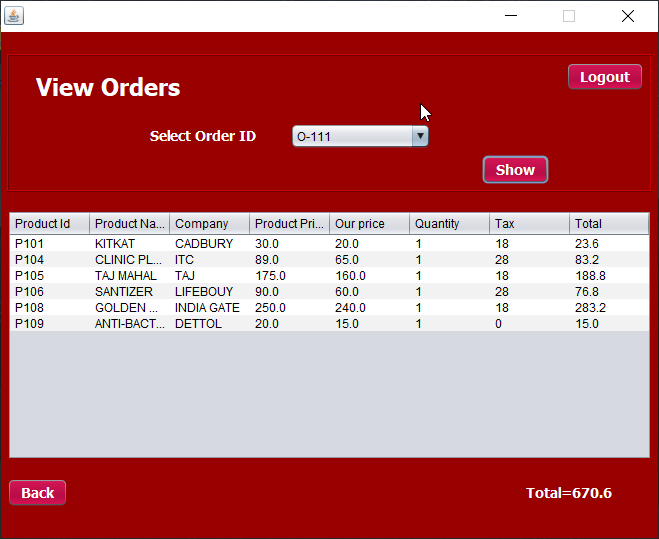 View Orders
Logout
Select Order ID O-111
Show
Product Id Product Na... Company Product Pri... Our price Quantity Tax Total
P101 KITKAT CADBURY 30.0 20.0 1 18 23.6
P104 CLINIC PL... ITC 89.0 65.0 1 28 83.2
P105 TAJ MAHAL TAJ 175.0 160.0 1 18 188.8
P106 SANTIZER LIFEBOUY 90.0 60.0 1 28 76.8
P108 GOLDEN ... INDIA GATE 250.0 240.0 1 18 283.2
P109 ANTI-BACT... DETTOL 20.0 15.0 1 0 15.0
Back Total=670.6